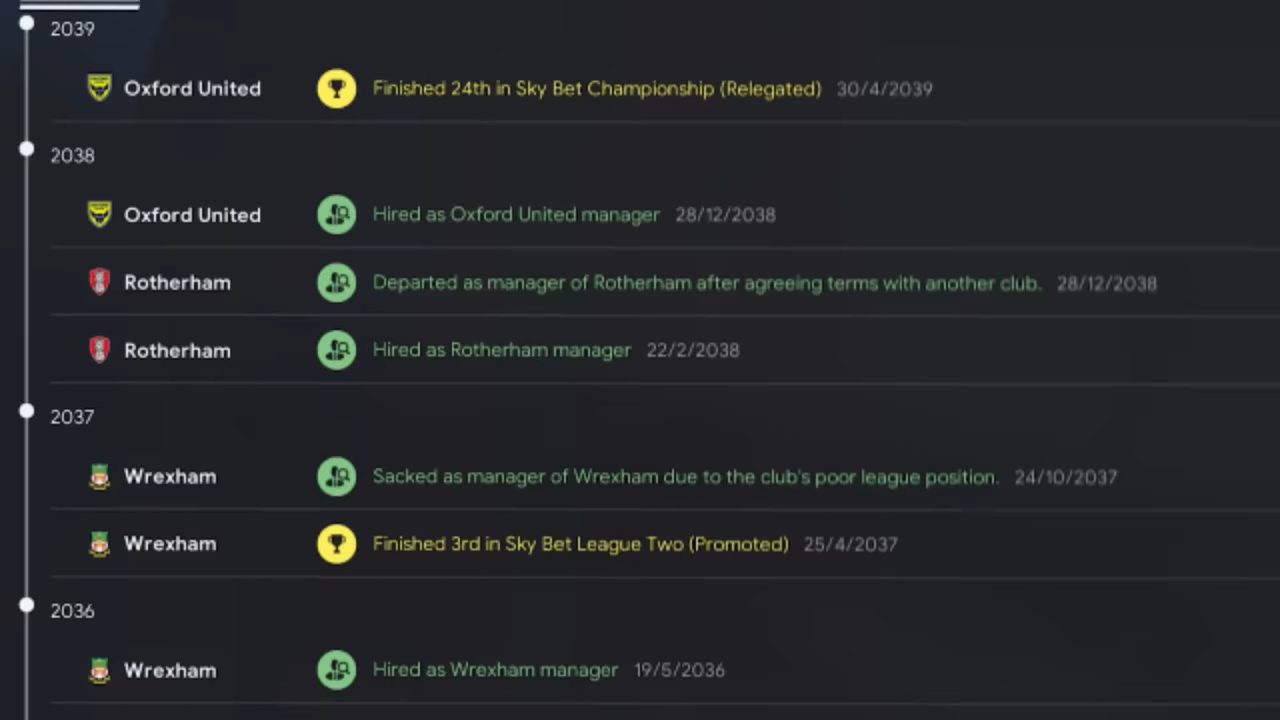 2039
Oxford United Finished 24th in Sky Bet Championship (Relegated) 30/4/2039
2038
Oxford United Hired as Oxford United manager 28/12/2038
Rotherham Departed as manager of Rotherham after agreeing terms with another club. 28/12/2038
Rotherham Hired as Rotherham manager 22/2/2038
2037
Wrexham Sacked as manager of Wrexham due to the club's poor league position. 24/10/2037
Wrexham Finished 3rd in Sky Bet League Two (Promoted) 25/4/2037
2036
Wrexham Hired as Wrexham manager 19/5/2036